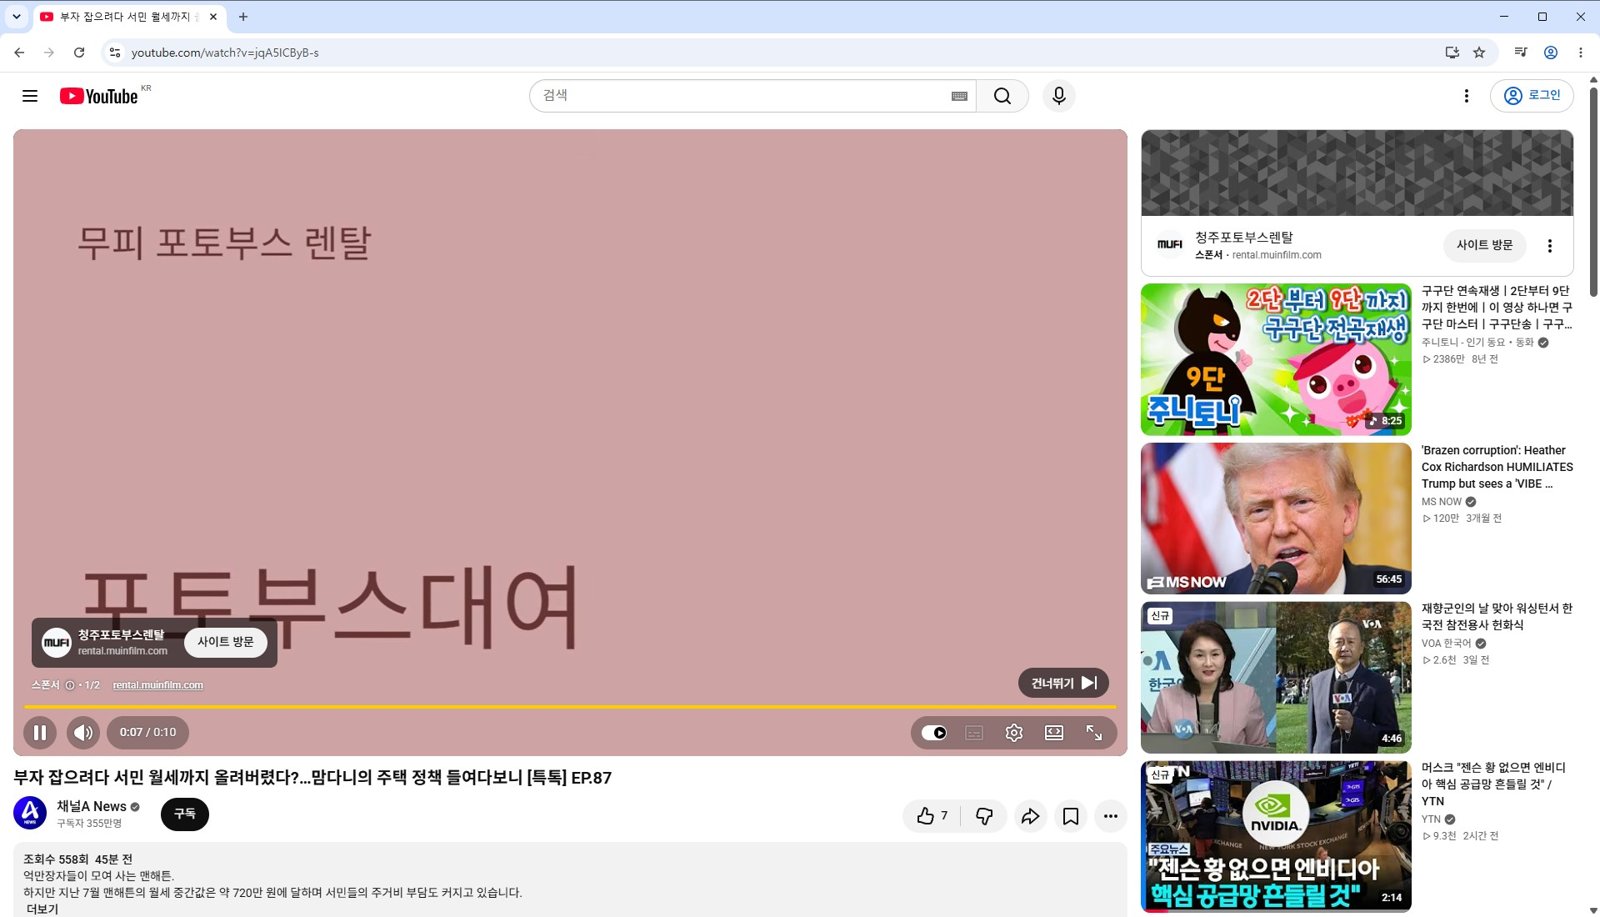 부자 잡으려다 서민 월세까지
youtube.com/watch?v=jqA5ICByB-s
YouTube KR
검색
로그인
무피 포토부스 렌탈
포토부스대여
MUFI
청주포토부스렌탈
rental.muinfilm.com
사이트 방문
스폰서 · 1/2 rental.muinfilm.com
건너뛰기
0:07 / 0:10
부자 잡으려다 서민 월세까지 올려버렸다?...맘다니의 주택 정책 들여다보니 [특톡] EP.87
채널A News
구독자 355만명
구독
7
조회수 558회 45분 전
억만장자들이 모여 사는 맨해튼.
하지만 지난 7월 맨해튼의 월세 중간값은 약 720만 원에 달하며 서민들의 주거비 부담도 커지고 있습니다.
더보기
MUFI
청주포토부스렌탈
스폰서 · rental.muinfilm.com
사이트 방문
2단부터 9단까지
구구단 전곡재생
9단
주니토니
8:25
구구단 연속재생ㅣ2단부터 9단
까지 한번에ㅣ이 영상 하나면 구
구단 마스터ㅣ구구단송ㅣ구구...
주니토니 - 인기 동요・동화
2386만 8년 전
MS NOW
56:45
'Brazen corruption': Heather
Cox Richardson HUMILIATES
Trump but sees a 'VIBE ...
MS NOW
120만 3개월 전
신규
VOA
한국어
VOA
VOA
4:46
재향군인의 날 맞아 워싱턴서 한
국전 참전용사 헌화식
VOA 한국어
2.6천 3일 전
신규
NVIDIA.
NEW YORK STOCK EXCHANGE
주요뉴스
"젠슨 황 없으면 엔비디아
핵심 공급망 흔들릴 것"
2:14
머스크 "젠슨 황 없으면 엔비디
아 핵심 공급망 흔들릴 것" /
YTN
YTN
9.3천 2시간 전